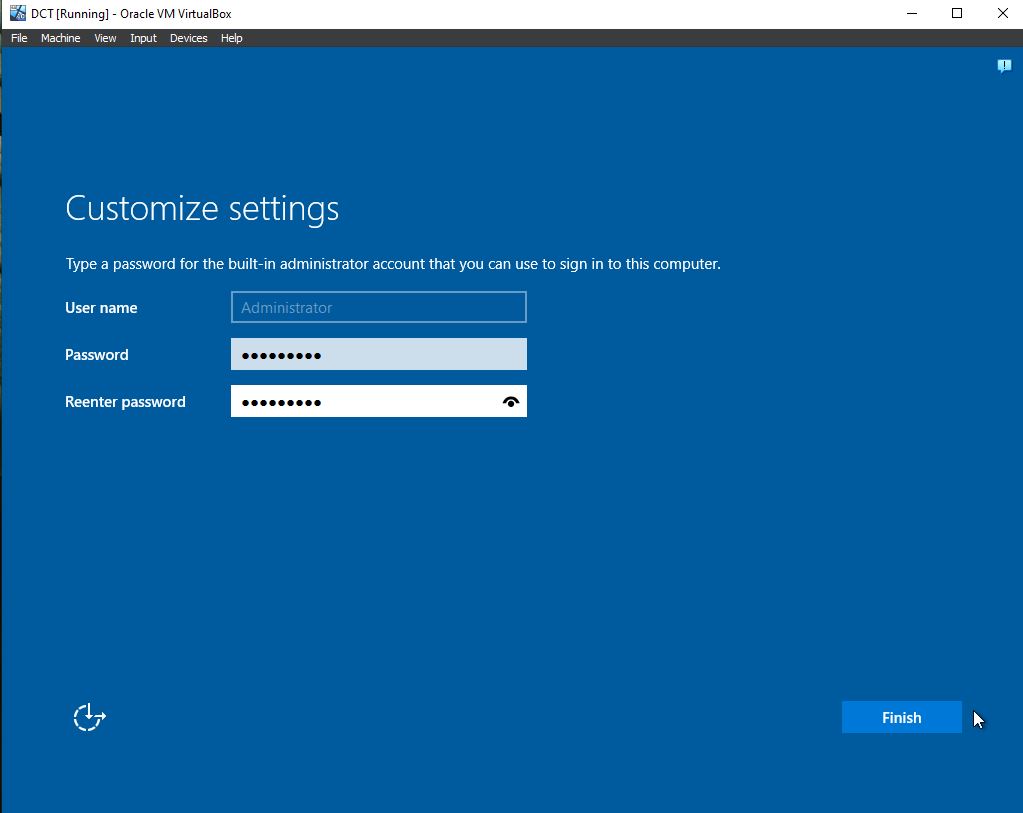 DCT [Running] - Oracle VM VirtualBox
File Machine View Input Devices Help
Customize settings
Type a password for the built-in administrator account that you can use to sign in to this computer.
User name Administrator
Password •••••••••
Reenter password •••••••••
Finish